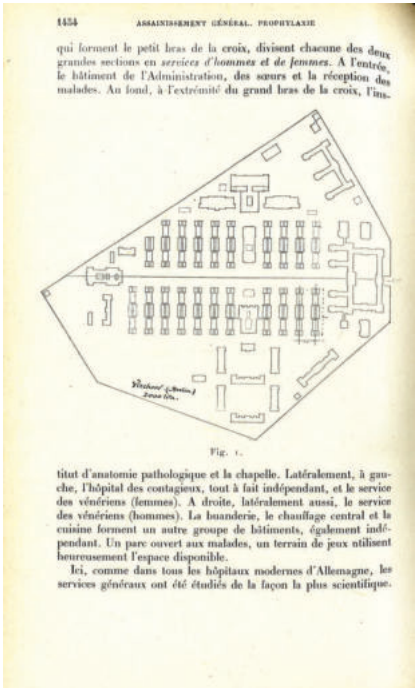 1454 ASSAINISSEMENT GÉNÉRAL. PROPHYLAXIE
qui forment le petit bras de la croix, divisent chacune des deux
grandes sections en services d'hommes et de femmes. A l'entrée,
le bâtiment de l'Administration, des sœurs et la réception des
malades. Au fond, à l'extrémité du grand bras de la croix, l'ins-
Virchow (Berlin)
2000 lits.
Fig. 1.
titut d'anatomie pathologique et la chapelle. Latéralement, à gau-
che, l'hôpital des contagieux, tout à fait indépendant, et le service
des vénériens (femmes). A droite, latéralement aussi, le service
des vénériens (hommes). La buanderie, le chauffage central et la
cuisine forment un autre groupe de bâtiments, également indé-
pendant. Un parc ouvert aux malades, un terrain de jeux utilisent
heureusement l'espace disponible.
Ici, comme dans tous les hôpitaux modernes d'Allemagne, les
services généraux ont été étudiés de la façon la plus scientifique.